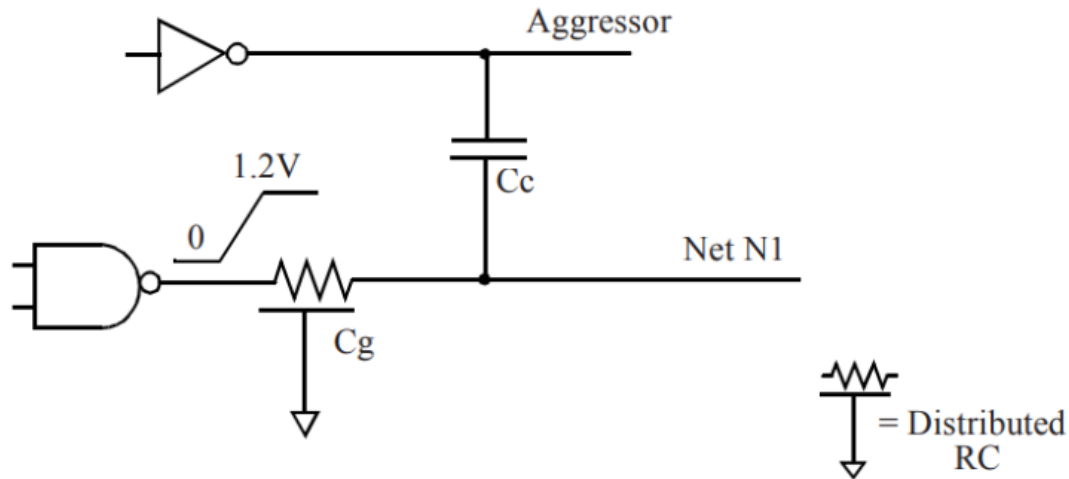 Aggressor
1.2V
Cc
0
Net N1
Cg
= Distributed
RC